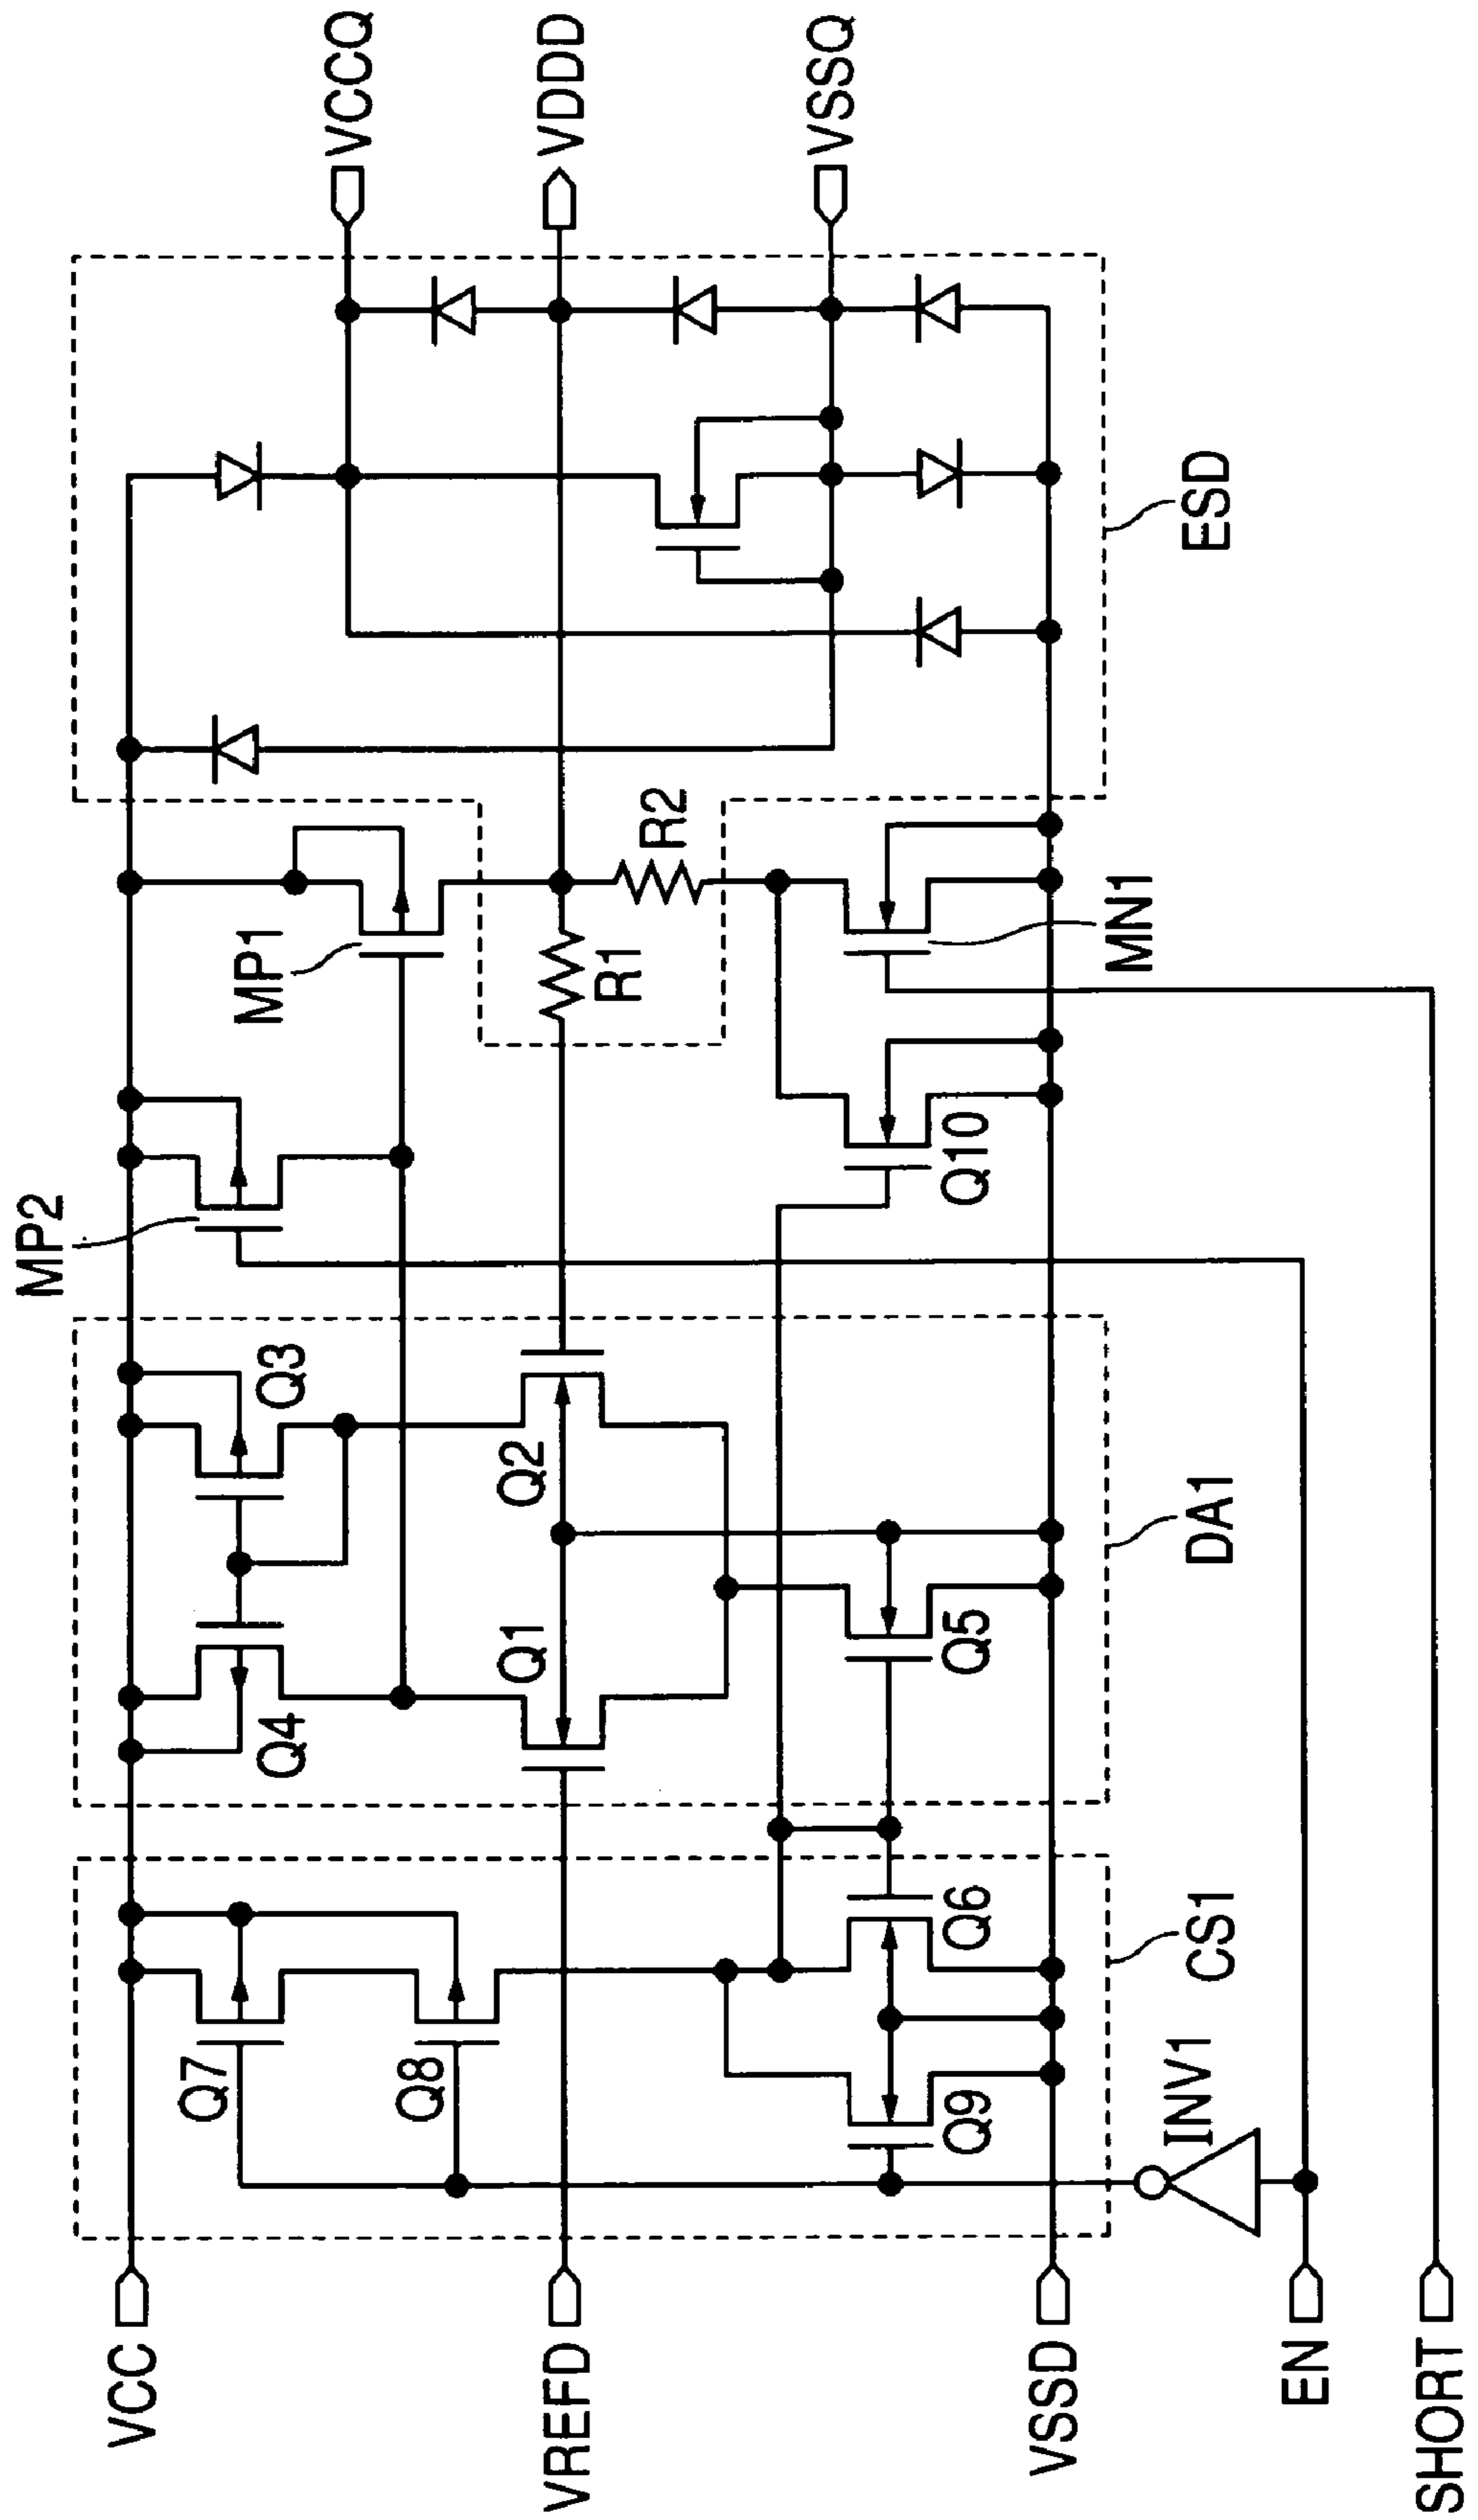 VCC
VREFD
VSSD
EN
SHORT
Q7
Q8
Q9
Q6
INV1
CS1
Q4
Q3
Q1
Q2
Q5
DA1
MP2
MP1
R1
R2
Q10
MN1
ESD
VCCQ
VDDD
VSSQ